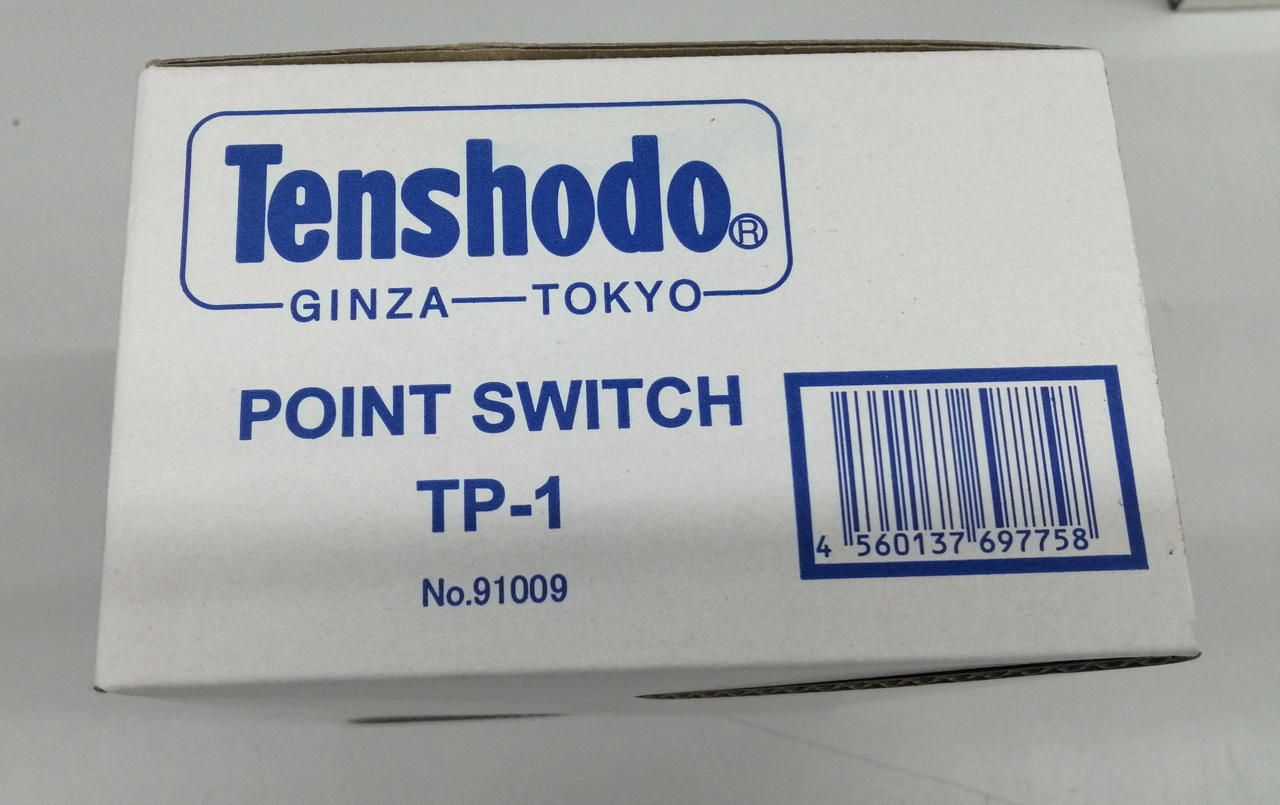 Tenshodo®
GINZA — TOKYO
POINT SWITCH
TP-1
No.91009
4 560137 697758